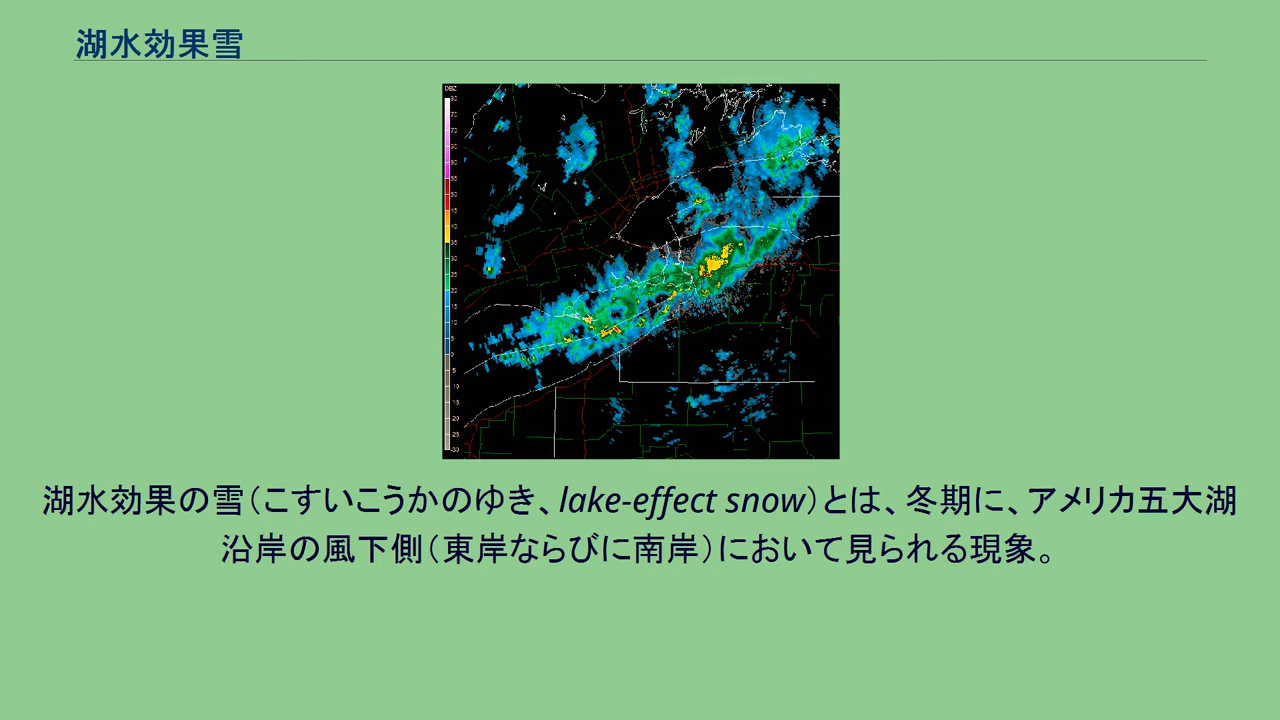 湖水効果雪
DBZ
湖水効果の雪（こすいこうかのゆき、lake-effect snow）とは、冬期に、アメリカ五大湖
沿岸の風下側（東岸ならびに南岸）において見られる現象。